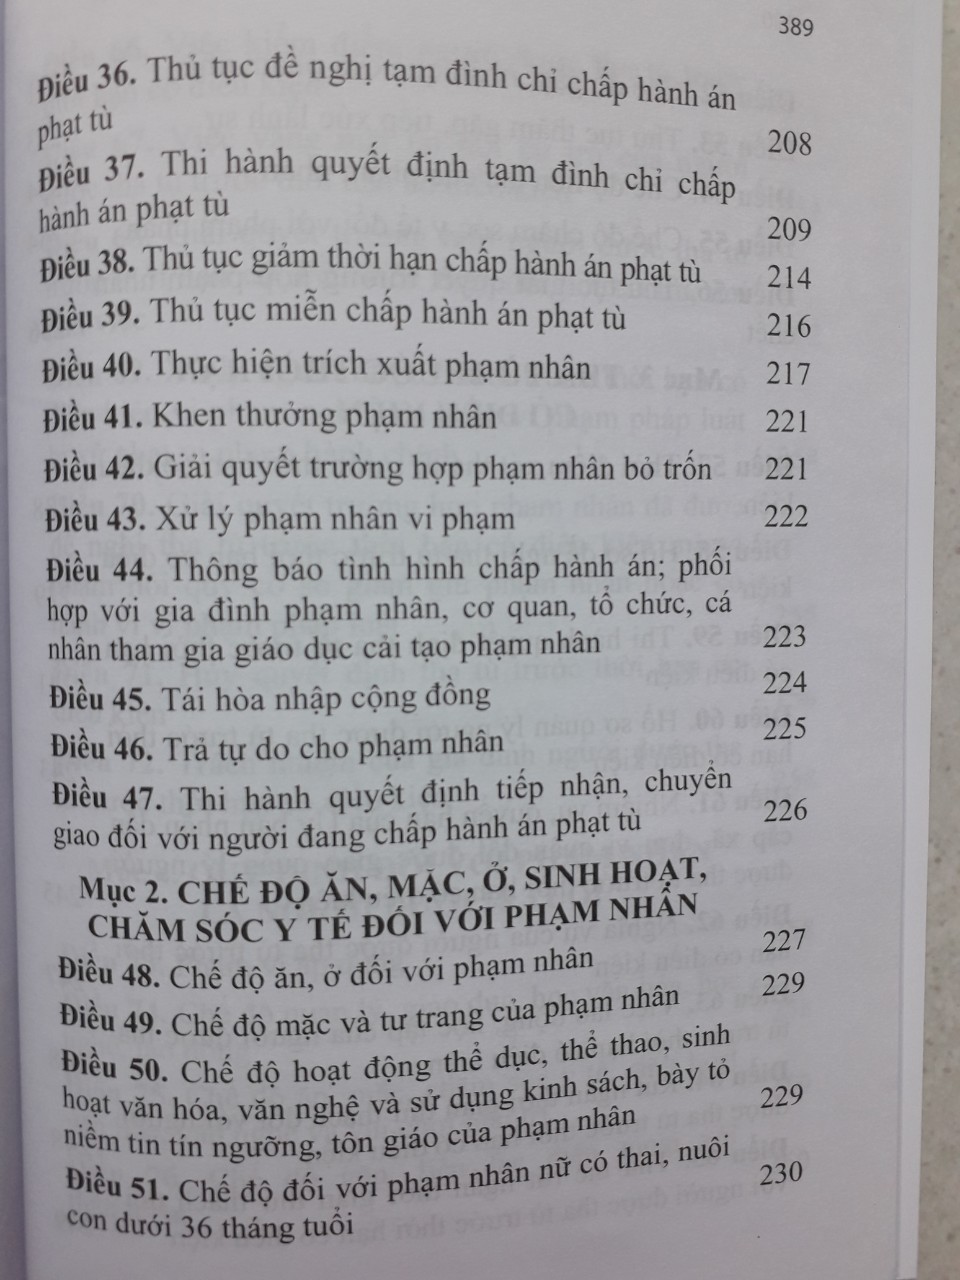 389
Điều 36. Thủ tục đề nghị tạm đình chỉ chấp hành án
phạt tù 208
Điều 37. Thi hành quyết định tạm đình chỉ chấp
hành án phạt tù 209
Điều 38. Thủ tục giảm thời hạn chấp hành án phạt tù 214
Điều 39. Thủ tục miễn chấp hành án phạt tù 216
Điều 40. Thực hiện trích xuất phạm nhân 217
Điều 41. Khen thưởng phạm nhân 221
Điều 42. Giải quyết trường hợp phạm nhân bỏ trốn 221
Điều 43. Xử lý phạm nhân vi phạm 222
Điều 44. Thông báo tình hình chấp hành án; phối
hợp với gia đình phạm nhân, cơ quan, tổ chức, cá
nhân tham gia giáo dục cải tạo phạm nhân 223
Điều 45. Tái hòa nhập cộng đồng 224
Điều 46. Trả tự do cho phạm nhân 225
Điều 47. Thi hành quyết định tiếp nhận, chuyển
giao đối với người đang chấp hành án phạt tù 226
Mục 2. CHẾ ĐỘ ĂN, MẶC, Ở, SINH HOẠT,
CHĂM SÓC Y TẾ ĐỐI VỚI PHẠM NHÂN
Điều 48. Chế độ ăn, ở đối với phạm nhân 227
Điều 49. Chế độ mặc và tư trang của phạm nhân 229
Điều 50. Chế độ hoạt động thể dục, thể thao, sinh
hoạt văn hóa, văn nghệ và sử dụng kinh sách, bày tỏ
niềm tin tín ngưỡng, tôn giáo của phạm nhân 229
Điều 51. Chế độ đối với phạm nhân nữ có thai, nuôi
con dưới 36 tháng tuổi 230